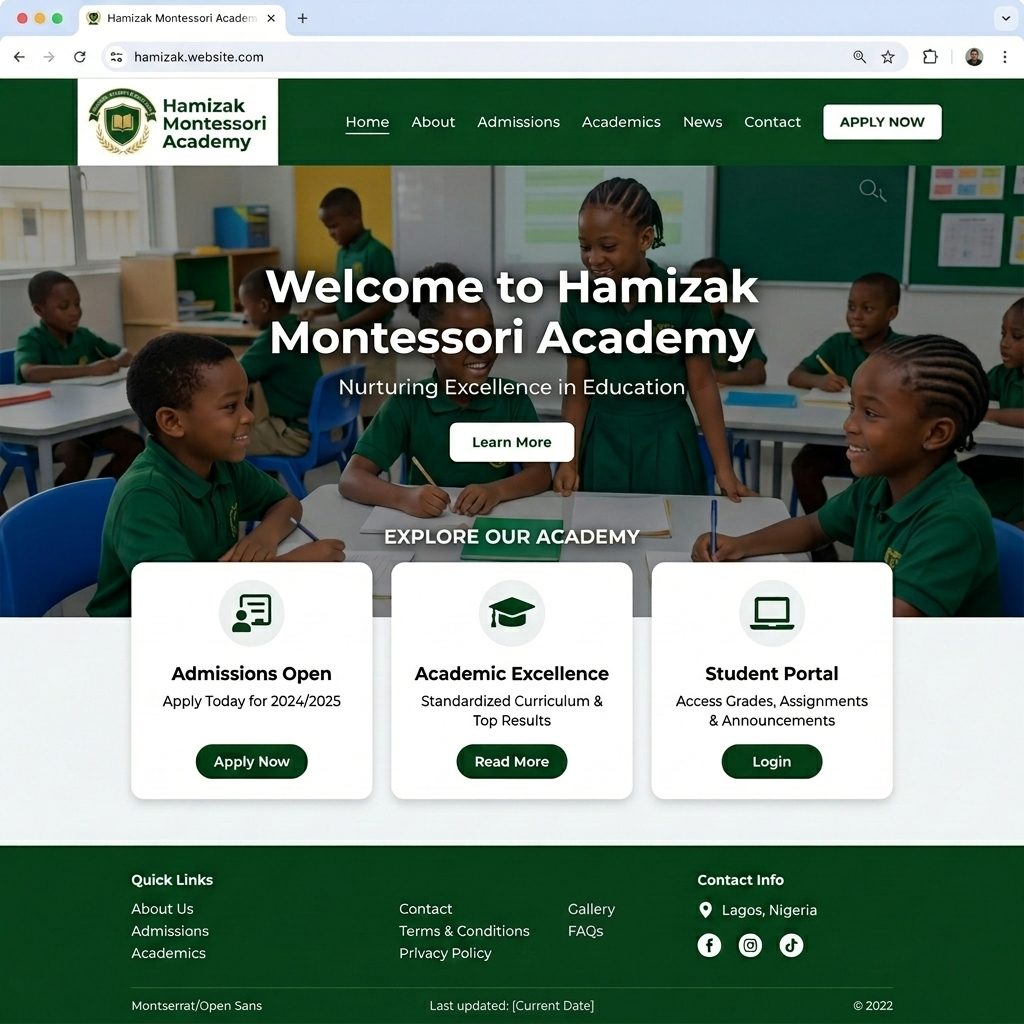 Hamizak Montessori Academ
hamizak.website.com
Hamizak
Montessori
Academy
Home
About
Admissions
Academics
News
Contact
APPLY NOW
Welcome to Hamizak
Montessori Academy
Nurturing Excellence in Education
Learn More
EXPLORE OUR ACADEMY
Admissions Open
Apply Today for 2024/2025
Apply Now
Academic Excellence
Standardized Curriculum &
Top Results
Read More
Student Portal
Access Grades, Assignments
& Announcements
Login
Quick Links
About Us
Admissions
Academics
Contact
Terms & Conditions
Prlvacy Policy
Gallery
FAQs
Contact Info
Lagos, Nigeria
Montserrat/Open Sans
Last updated: [Current Date]
© 2022